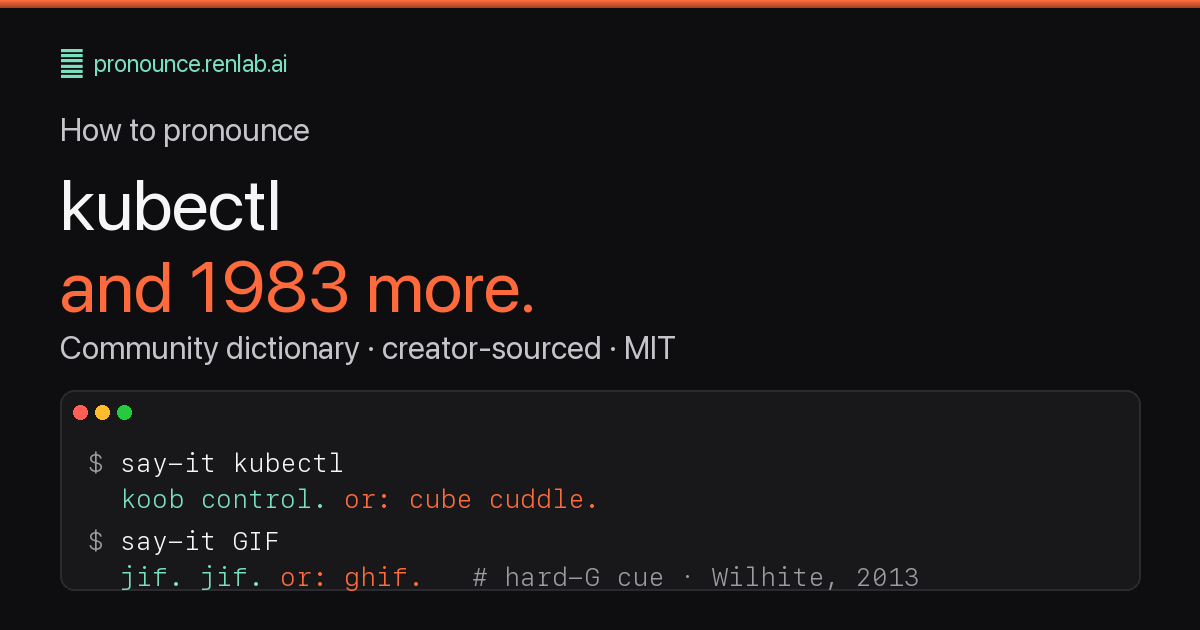 pronounce.renlab.ai
How to pronounce
kubectl
and 1983 more.
Community dictionary · creator-sourced · MIT
$ say-it kubectl
koob control. or: cube cuddle.
$ say-it GIF
jif. jif. or: ghif. # hard-G cue · Wilhite, 2013